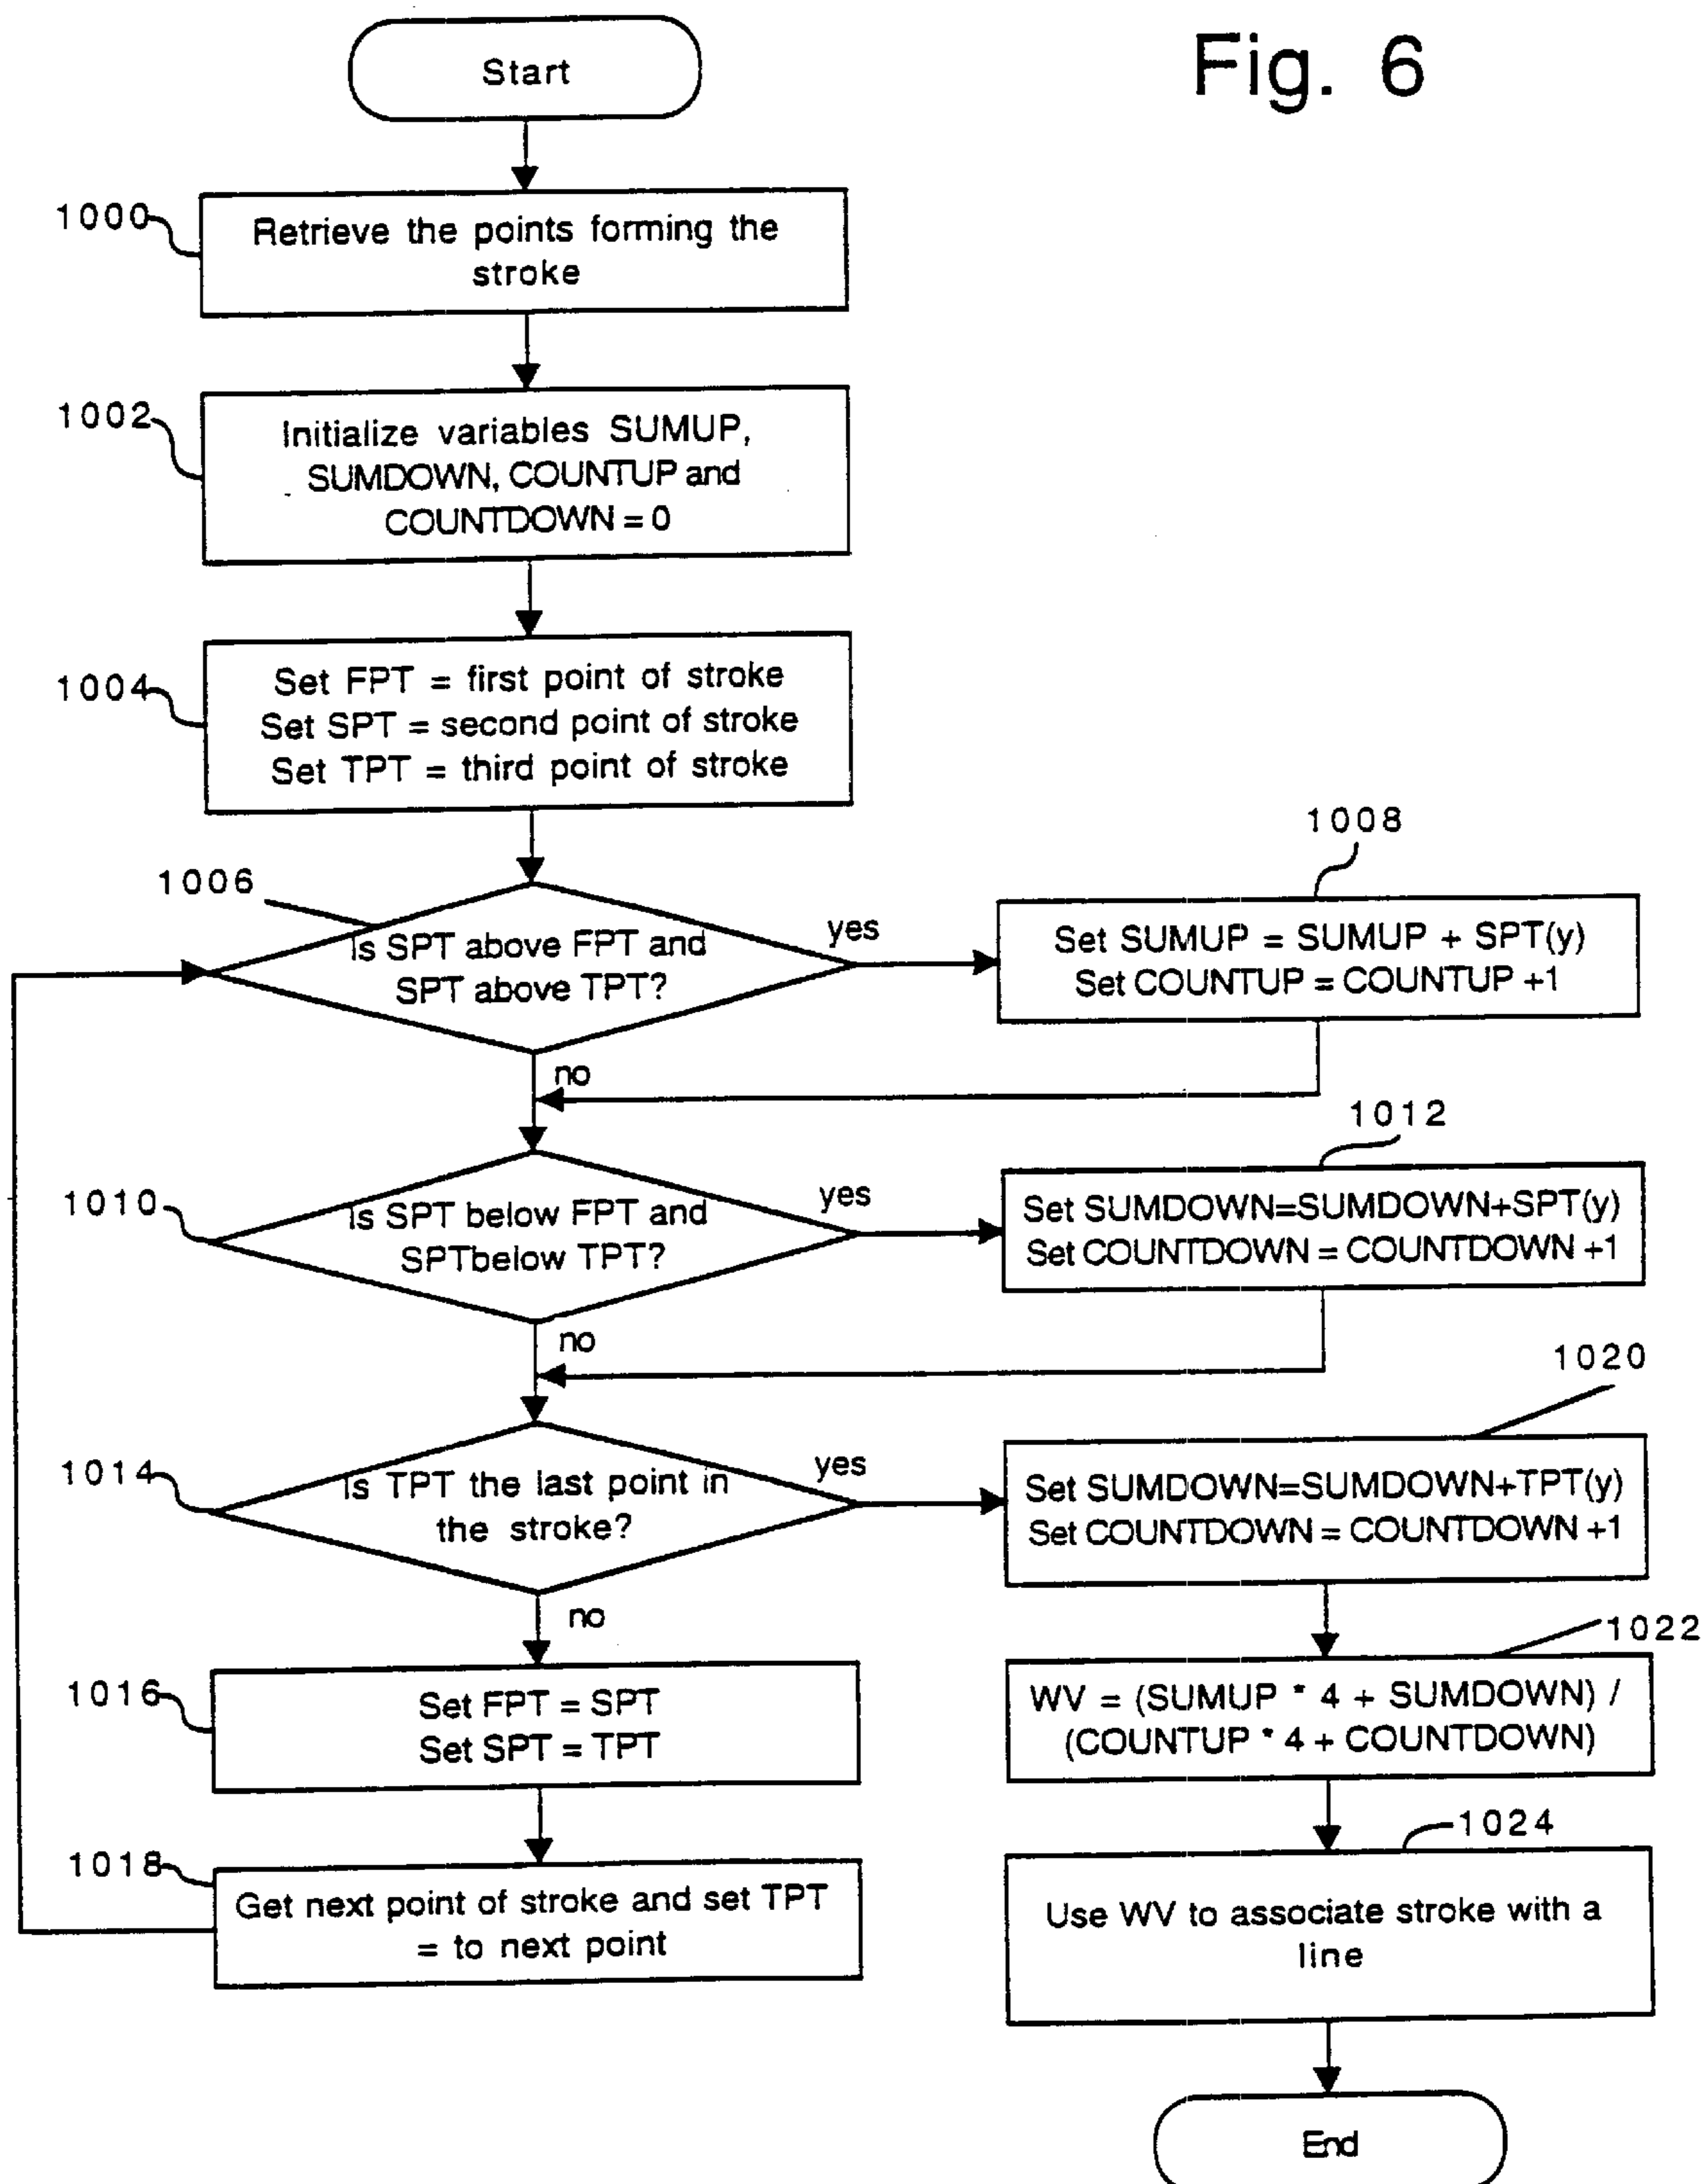 Fig. 6
Start
1000
Retrieve the points forming the
stroke
1002
Initialize variables SUMUP,
SUMDOWN, COUNTUP and
COUNTDOWN = 0
1004
Set FPT = first point of stroke
Set SPT = second point of stroke
Set TPT = third point of stroke
1006
Is SPT above FPT and
SPT above TPT?
yes
no
1008
Set SUMUP = SUMUP + SPT(y)
Set COUNTUP = COUNTUP +1
1010
Is SPT below FPT and
SPTbelow TPT?
yes
no
1012
Set SUMDOWN=SUMDOWN+SPT(y)
Set COUNTDOWN = COUNTDOWN +1
1014
Is TPT the last point in
the stroke?
yes
no
1020
Set SUMDOWN=SUMDOWN+TPT(y)
Set COUNTDOWN = COUNTDOWN +1
1016
Set FPT = SPT
Set SPT = TPT
1022
WV = (SUMUP * 4 + SUMDOWN) /
(COUNTUP * 4 + COUNTDOWN)
1018
Get next point of stroke and set TPT
= to next point
1024
Use WV to associate stroke with a
line
End